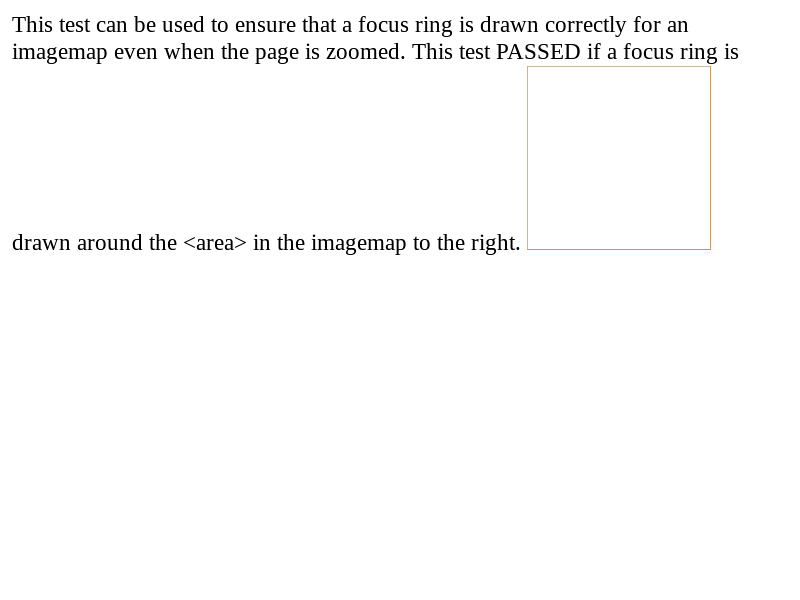 This test can be used to ensure that a focus ring is drawn correctly for an
imagemap even when the page is zoomed. This test PASSED if a focus ring is
drawn around the <area> in the imagemap to the right.